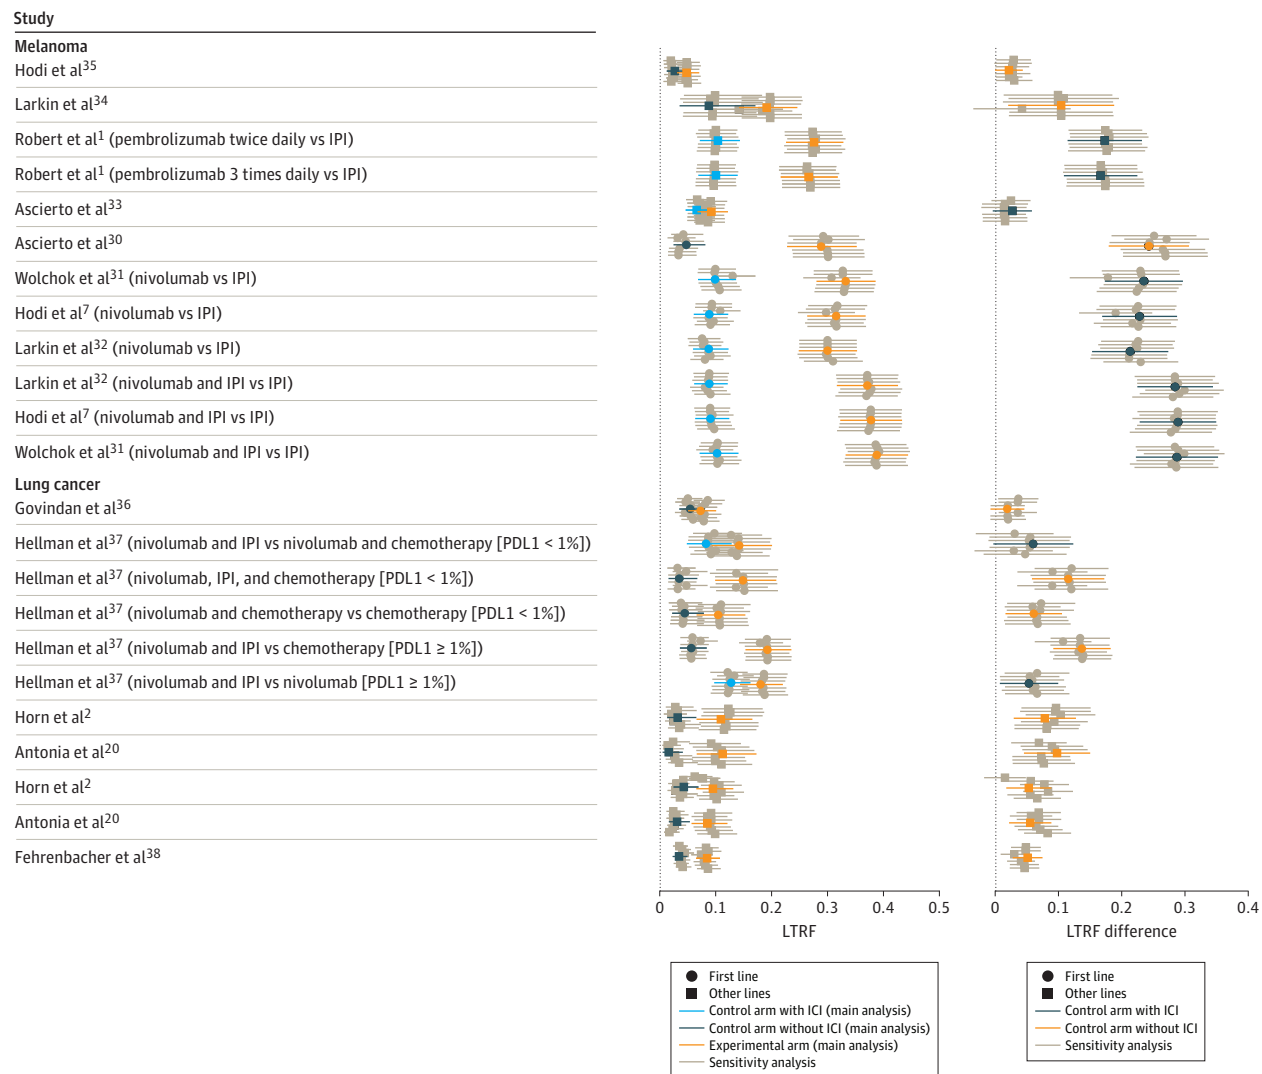 Study
Melanoma
Hodi et al35
Larkin et al34
Robert et al1 (pembrolizumab twice daily vs IPI)
Robert et al1 (pembrolizumab 3 times daily vs IPI)
Ascierto et al33
Ascierto et al30
Wolchok et al31 (nivolumab vs IPI)
Hodi et al7 (nivolumab vs IPI)
Larkin et al32 (nivolumab vs IPI)
Larkin et al32 (nivolumab and IPI vs IPI)
Hodi et al7 (nivolumab and IPI vs IPI)
Wolchok et al31 (nivolumab and IPI vs IPI)
Lung cancer
Govindan et al36
Hellman et al37 (nivolumab and IPI vs nivolumab and chemotherapy [PDL1 < 1%])
Hellman et al37 (nivolumab, IPI, and chemotherapy [PDL1 < 1%])
Hellman et al37 (nivolumab and chemotherapy vs chemotherapy [PDL1 < 1%])
Hellman et al37 (nivolumab and IPI vs chemotherapy [PDL1 ≥ 1%])
Hellman et al37 (nivolumab and IPI vs nivolumab [PDL1 ≥ 1%])
Horn et al2
Antonia et al20
Horn et al2
Antonia et al20
Fehrenbacher et al38
0 0.1 0.2 0.3 0.4 0.5
LTRF
First line
Other lines
Control arm with ICI (main analysis)
Control arm without ICI (main analysis)
Experimental arm (main analysis)
Sensitivity analysis
0 0.1 0.2 0.3 0.4
LTRF difference
First line
Other lines
Control arm with ICI
Control arm without ICI
Sensitivity analysis